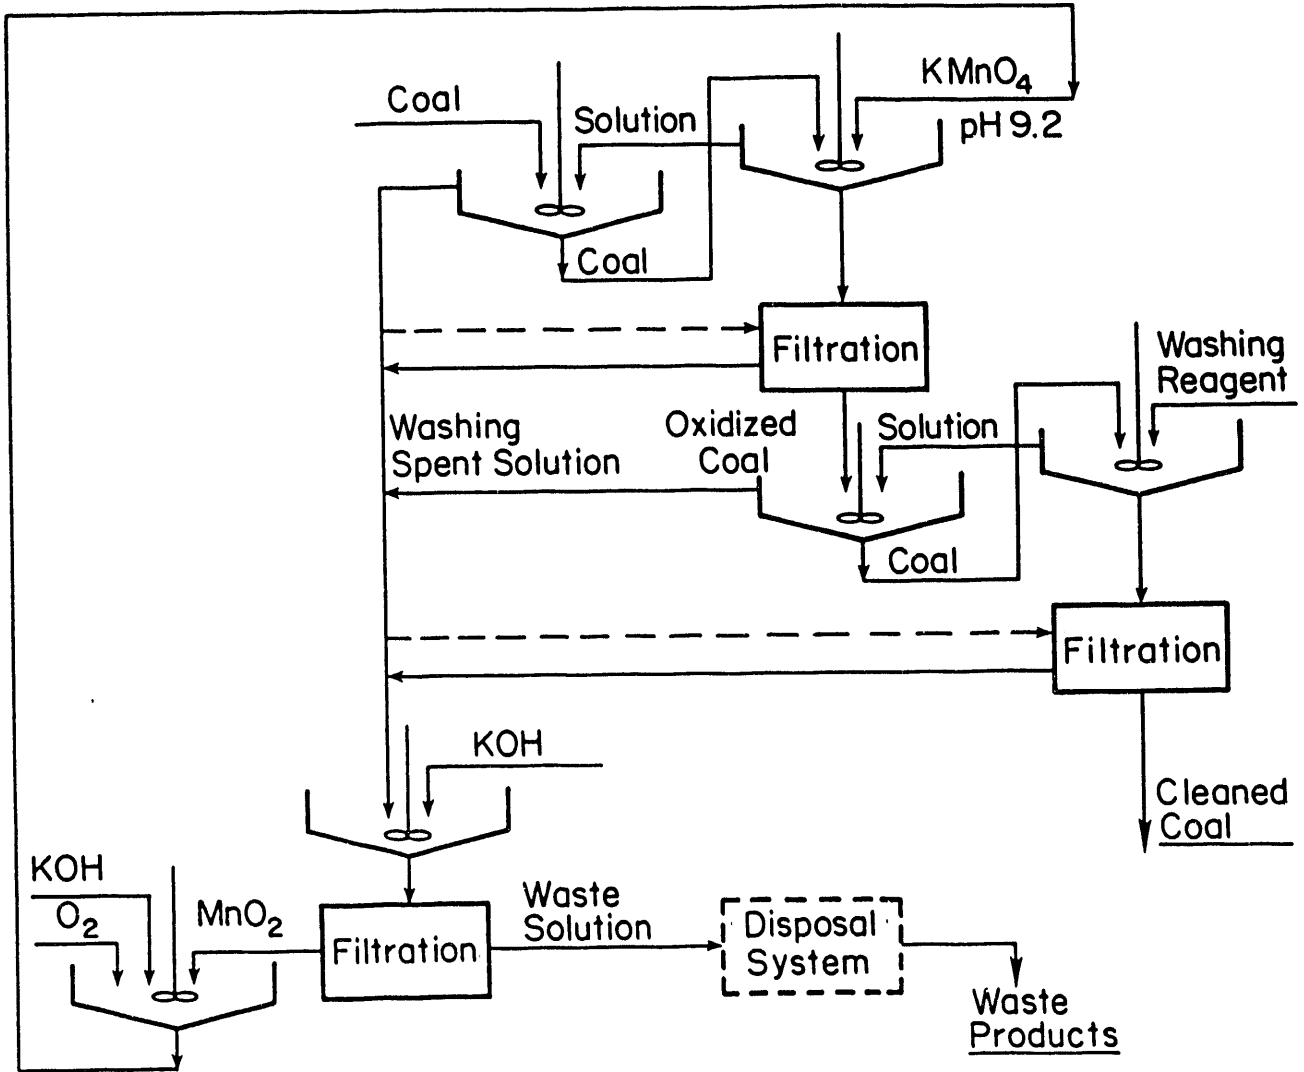 Coal
Solution
KMnO₄
pH 9.2
Coal
Filtration
Washing
Reagent
Washing
Spent Solution
Oxidized
Coal
Solution
Coal
Filtration
KOH
Cleaned
Coal
KOH
O₂
MnO₂
Filtration
Waste
Solution
Disposal
System
Waste
Products